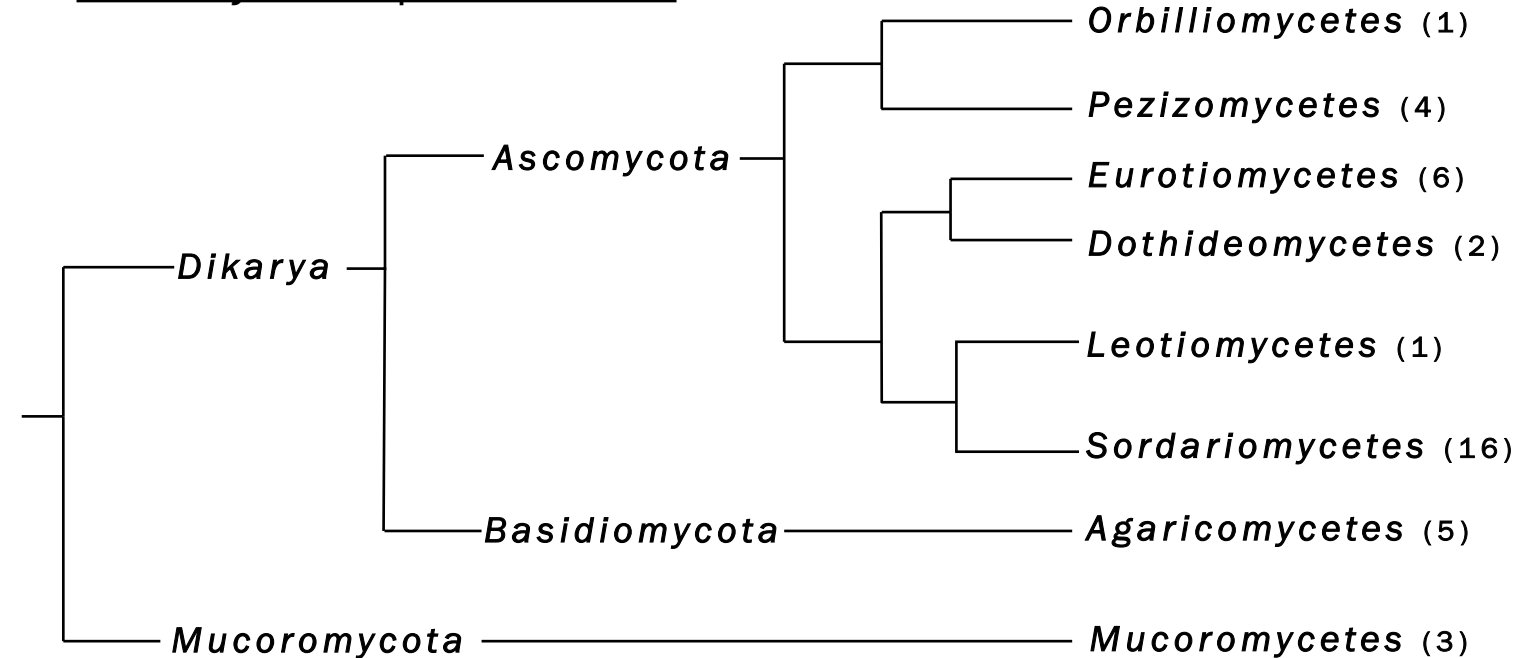 Orbilliomycetes (1)
Pezizomycetes (4)
Ascomycota
Eurotiomycetes (6)
Dothideomycetes (2)
Dikarya
Leotiomycetes (1)
Sordariomycetes (16)
Basidiomycota
Agaricomycetes (5)
Mucoromycota
Mucoromycetes (3)